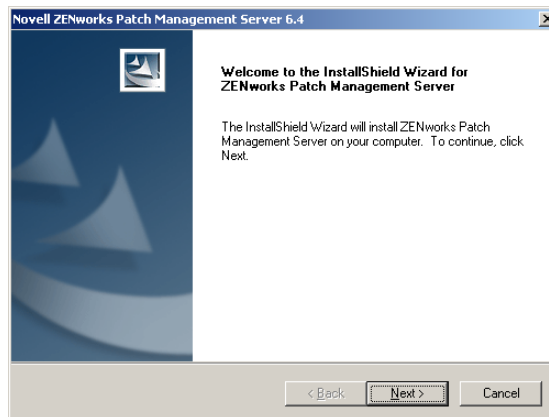 Novell ZENworks Patch Management Server 6.4
Welcome to the InstallShield Wizard for
ZENworks Patch Management Server
The InstallShield Wizard will install ZENworks Patch
Management Server on your computer. To continue, click
Next.
< Back
Next >
Cancel